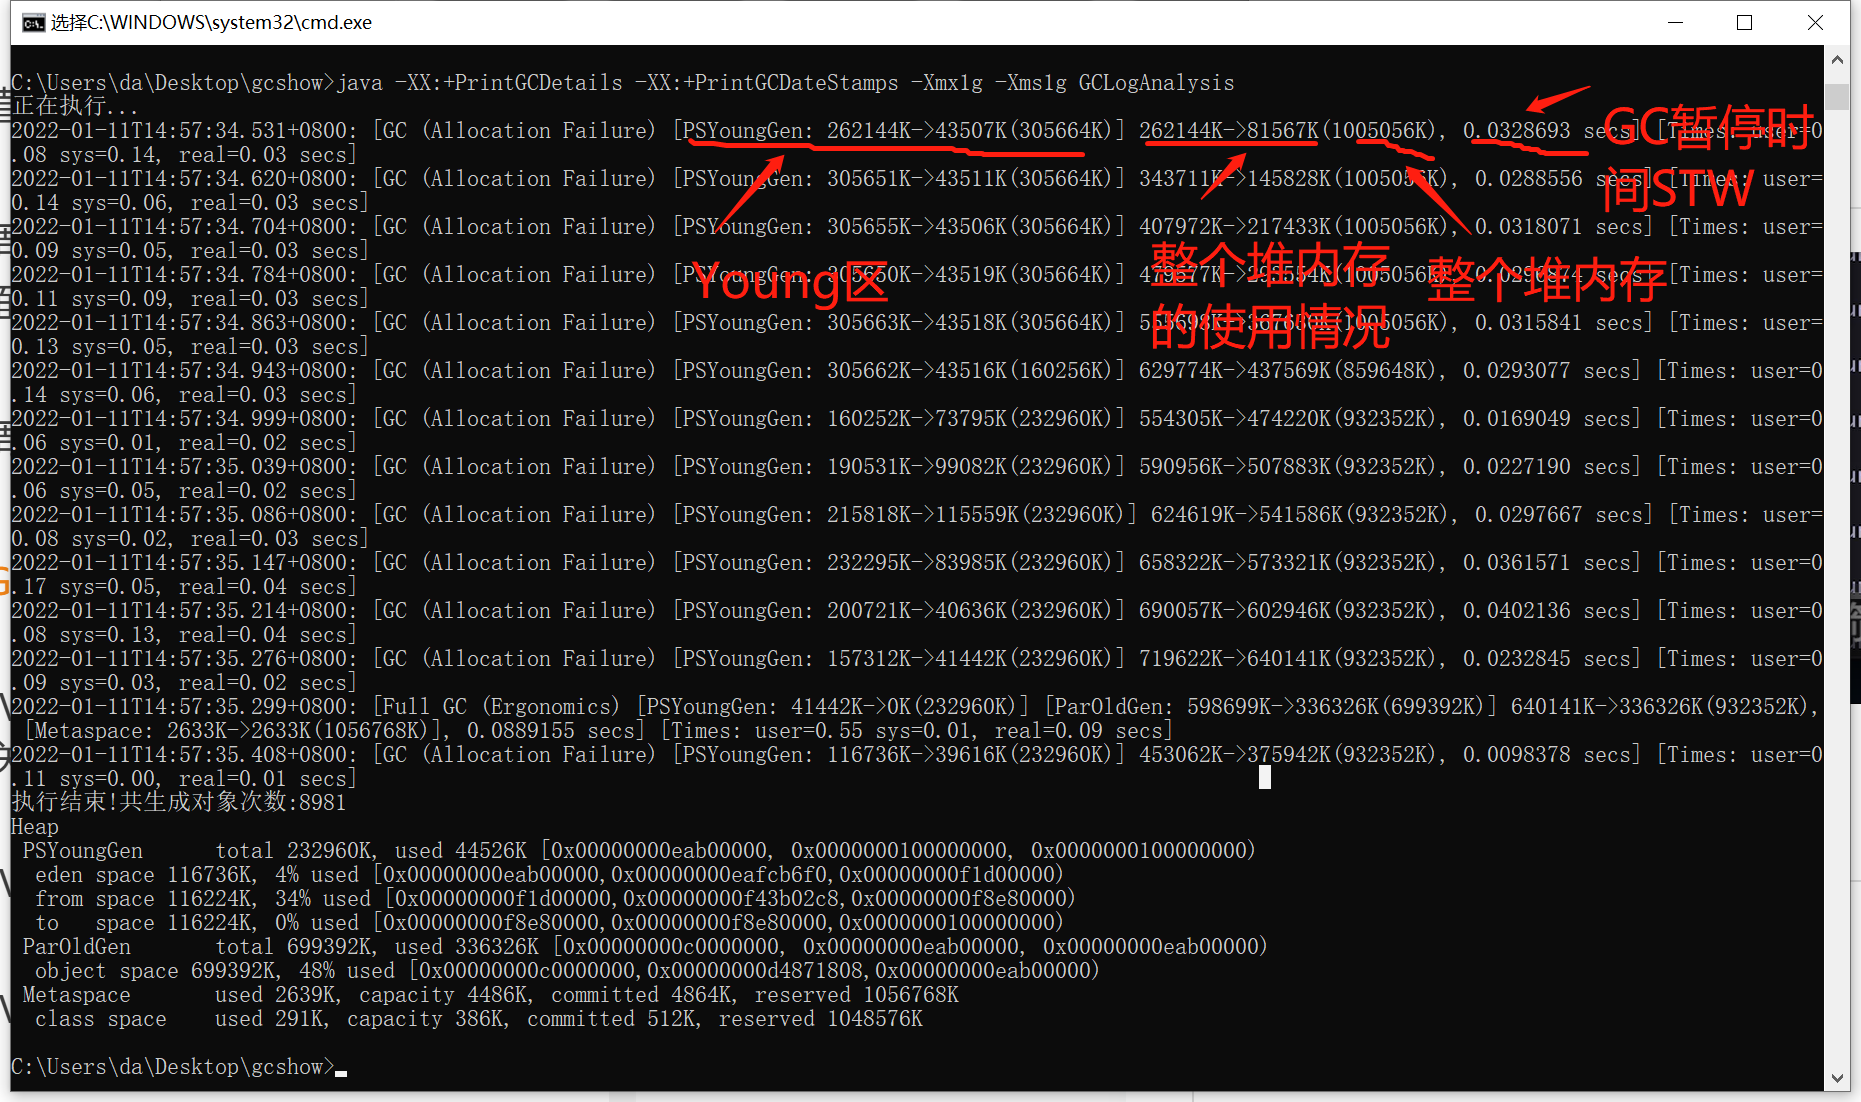 选择C:\WINDOWS\system32\cmd.exe
C:\Users\da\Desktop\gcshow>java -XX:+PrintGCDetails -XX:+PrintGCDateStamps -Xmx1g -Xms1g GCLogAnalysis
正在执行...
2022-01-11T14:57:34.531+0800: [GC (Allocation Failure) [PSYoungGen: 262144K->43507K(305664K)] 262144K->81567K(1005056K), 0.0328693 secs] [Times: user=0
.08 sys=0.14, real=0.03 secs]
2022-01-11T14:57:34.620+0800: [GC (Allocation Failure) [PSYoungGen: 305651K->43511K(305664K)] 343711K->145828K(1005056K), 0.0288556 secs] [Times: user=
0.14 sys=0.06, real=0.03 secs]
2022-01-11T14:57:34.704+0800: [GC (Allocation Failure) [PSYoungGen: 305655K->43506K(305664K)] 407972K->217433K(1005056K), 0.0318071 secs] [Times: user=
0.09 sys=0.05, real=0.03 secs]
2022-01-11T14:57:34.784+0800: [GC (Allocation Failure) [PSYoungGen: ->43519K(305664K)] secs] [Times: user=
0.11 sys=0.09, real=0.03 secs]
2022-01-11T14:57:34.863+0800: [GC (Allocation Failure) [PSYoungGen: 305663K->43518K(305664K)] 0.0315841 secs] [Times: user=
0.13 sys=0.05, real=0.03 secs]
2022-01-11T14:57:34.943+0800: [GC (Allocation Failure) [PSYoungGen: 305662K->43516K(160256K)] 629774K->437569K(859648K), 0.0293077 secs] [Times: user=0
.14 sys=0.06, real=0.03 secs]
2022-01-11T14:57:34.999+0800: [GC (Allocation Failure) [PSYoungGen: 160252K->73795K(232960K)] 554305K->474220K(932352K), 0.0169049 secs] [Times: user=0
.06 sys=0.01, real=0.02 secs]
2022-01-11T14:57:35.039+0800: [GC (Allocation Failure) [PSYoungGen: 190531K->99082K(232960K)] 590956K->507883K(932352K), 0.0227190 secs] [Times: user=0
.06 sys=0.05, real=0.02 secs]
2022-01-11T14:57:35.086+0800: [GC (Allocation Failure) [PSYoungGen: 215818K->115559K(232960K)] 624619K->541586K(932352K), 0.0297667 secs] [Times: user=
0.08 sys=0.02, real=0.03 secs]
2022-01-11T14:57:35.147+0800: [GC (Allocation Failure) [PSYoungGen: 232295K->83985K(232960K)] 658322K->573321K(932352K), 0.0361571 secs] [Times: user=0
.17 sys=0.05, real=0.04 secs]
2022-01-11T14:57:35.214+0800: [GC (Allocation Failure) [PSYoungGen: 200721K->40636K(232960K)] 690057K->602946K(932352K), 0.0402136 secs] [Times: user=0
.08 sys=0.13, real=0.04 secs]
2022-01-11T14:57:35.276+0800: [GC (Allocation Failure) [PSYoungGen: 157312K->41442K(232960K)] 719622K->640141K(932352K), 0.0232845 secs] [Times: user=0
.09 sys=0.03, real=0.02 secs]
2022-01-11T14:57:35.299+0800: [Full GC (Ergonomics) [PSYoungGen: 41442K->0K(232960K)] [ParOldGen: 598699K->336326K(699392K)] 640141K->336326K(932352K),
[Metaspace: 2633K->2633K(1056768K)], 0.0889155 secs] [Times: user=0.55 sys=0.01, real=0.09 secs]
2022-01-11T14:57:35.408+0800: [GC (Allocation Failure) [PSYoungGen: 116736K->39616K(232960K)] 453062K->375942K(932352K), 0.0098378 secs] [Times: user=0
.11 sys=0.00, real=0.01 secs]
执行结束!共生成对象次数:8981
Heap
PSYoungGen total 232960K, used 44526K [0x00000000eab00000, 0x0000000100000000, 0x0000000100000000)
eden space 116736K, 4% used [0x00000000eab00000,0x00000000eafcb6f0,0x00000000f1d00000)
from space 116224K, 34% used [0x00000000f1d00000,0x00000000f43b02c8,0x00000000f8e80000)
to space 116224K, 0% used [0x00000000f8e80000,0x00000000f8e80000,0x0000000100000000)
ParOldGen total 699392K, used 336326K [0x00000000c0000000, 0x00000000eab00000, 0x00000000eab00000)
object space 699392K, 48% used [0x00000000c0000000,0x00000000d4871808,0x00000000eab00000)
Metaspace used 2639K, capacity 4486K, committed 4864K, reserved 1056768K
class space used 291K, capacity 386K, committed 512K, reserved 1048576K
C:\Users\da\Desktop\gcshow>
GC暂停时
间STW
Young区
整个堆内存
的使用情况
整个堆内存